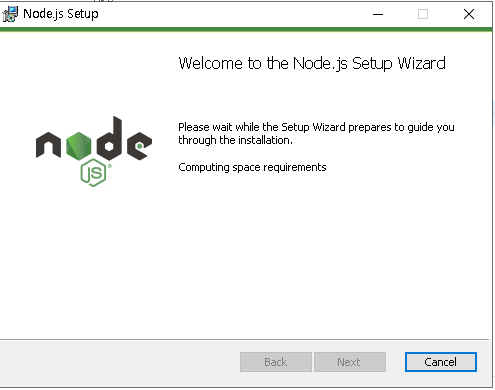 Node.js Setup
Welcome to the Node.js Setup Wizard
node
JS
Please wait while the Setup Wizard prepares to guide you
through the installation.
Computing space requirements
Back
Next
Cancel